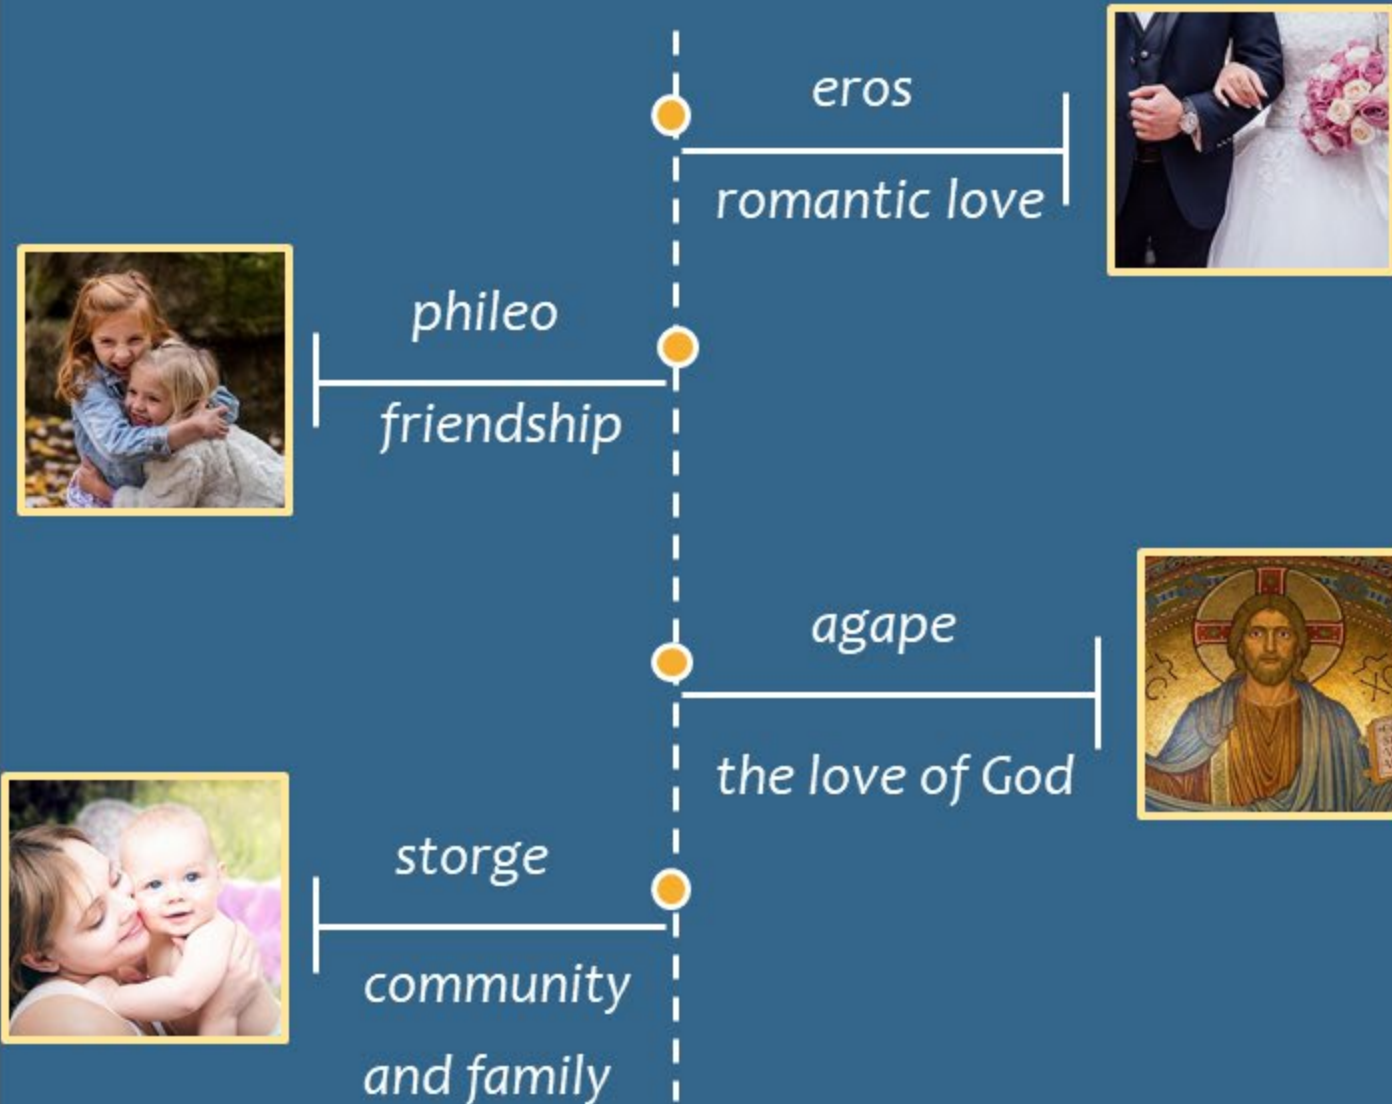 eros
romantic love
phileo
friendship
agape
the love of God
storge
community
and family